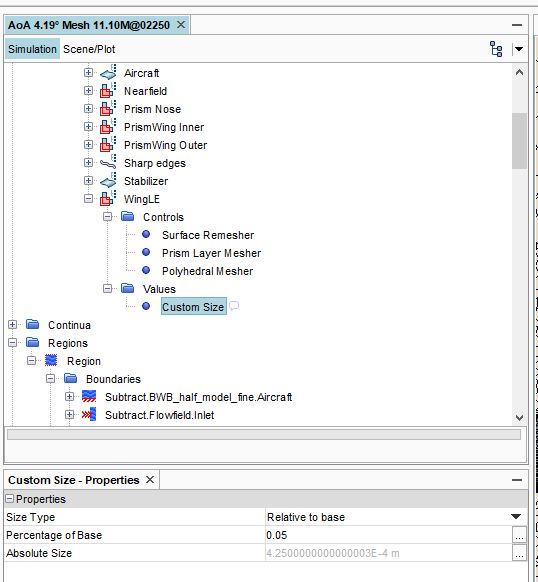 AoA 4.19° Mesh 11.10M@02250
Simulation Scene/Plot
Aircraft
Nearfield
Prism Nose
PrismWing Inner
PrismWing Outer
Sharp edges
Stabilizer
WingLE
Controls
Surface Remesher
Prism Layer Mesher
Polyhedral Mesher
Values
Custom Size
Continua
Regions
Region
Boundaries
Subtract.BWB_half_model_fine.Aircraft
Subtract.Flowfield.Inlet
Custom Size - Properties
Properties
Size Type Relative to base
Percentage of Base 0.05 ...
Absolute Size 4.2500000000000003E-4 m ...